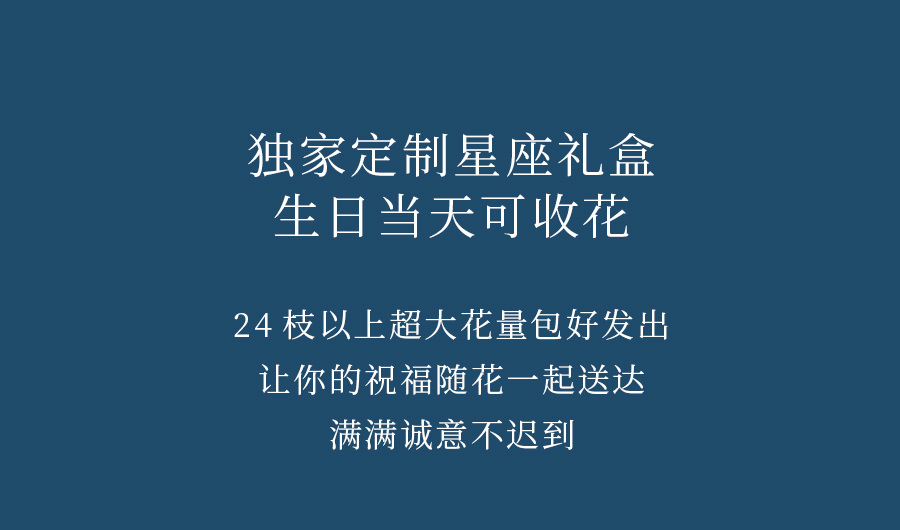 独家定制星座礼盒
生日当天可收花
24 枝以上超大花量包好发出
让你的祝福随花一起送达
满满诚意不迟到